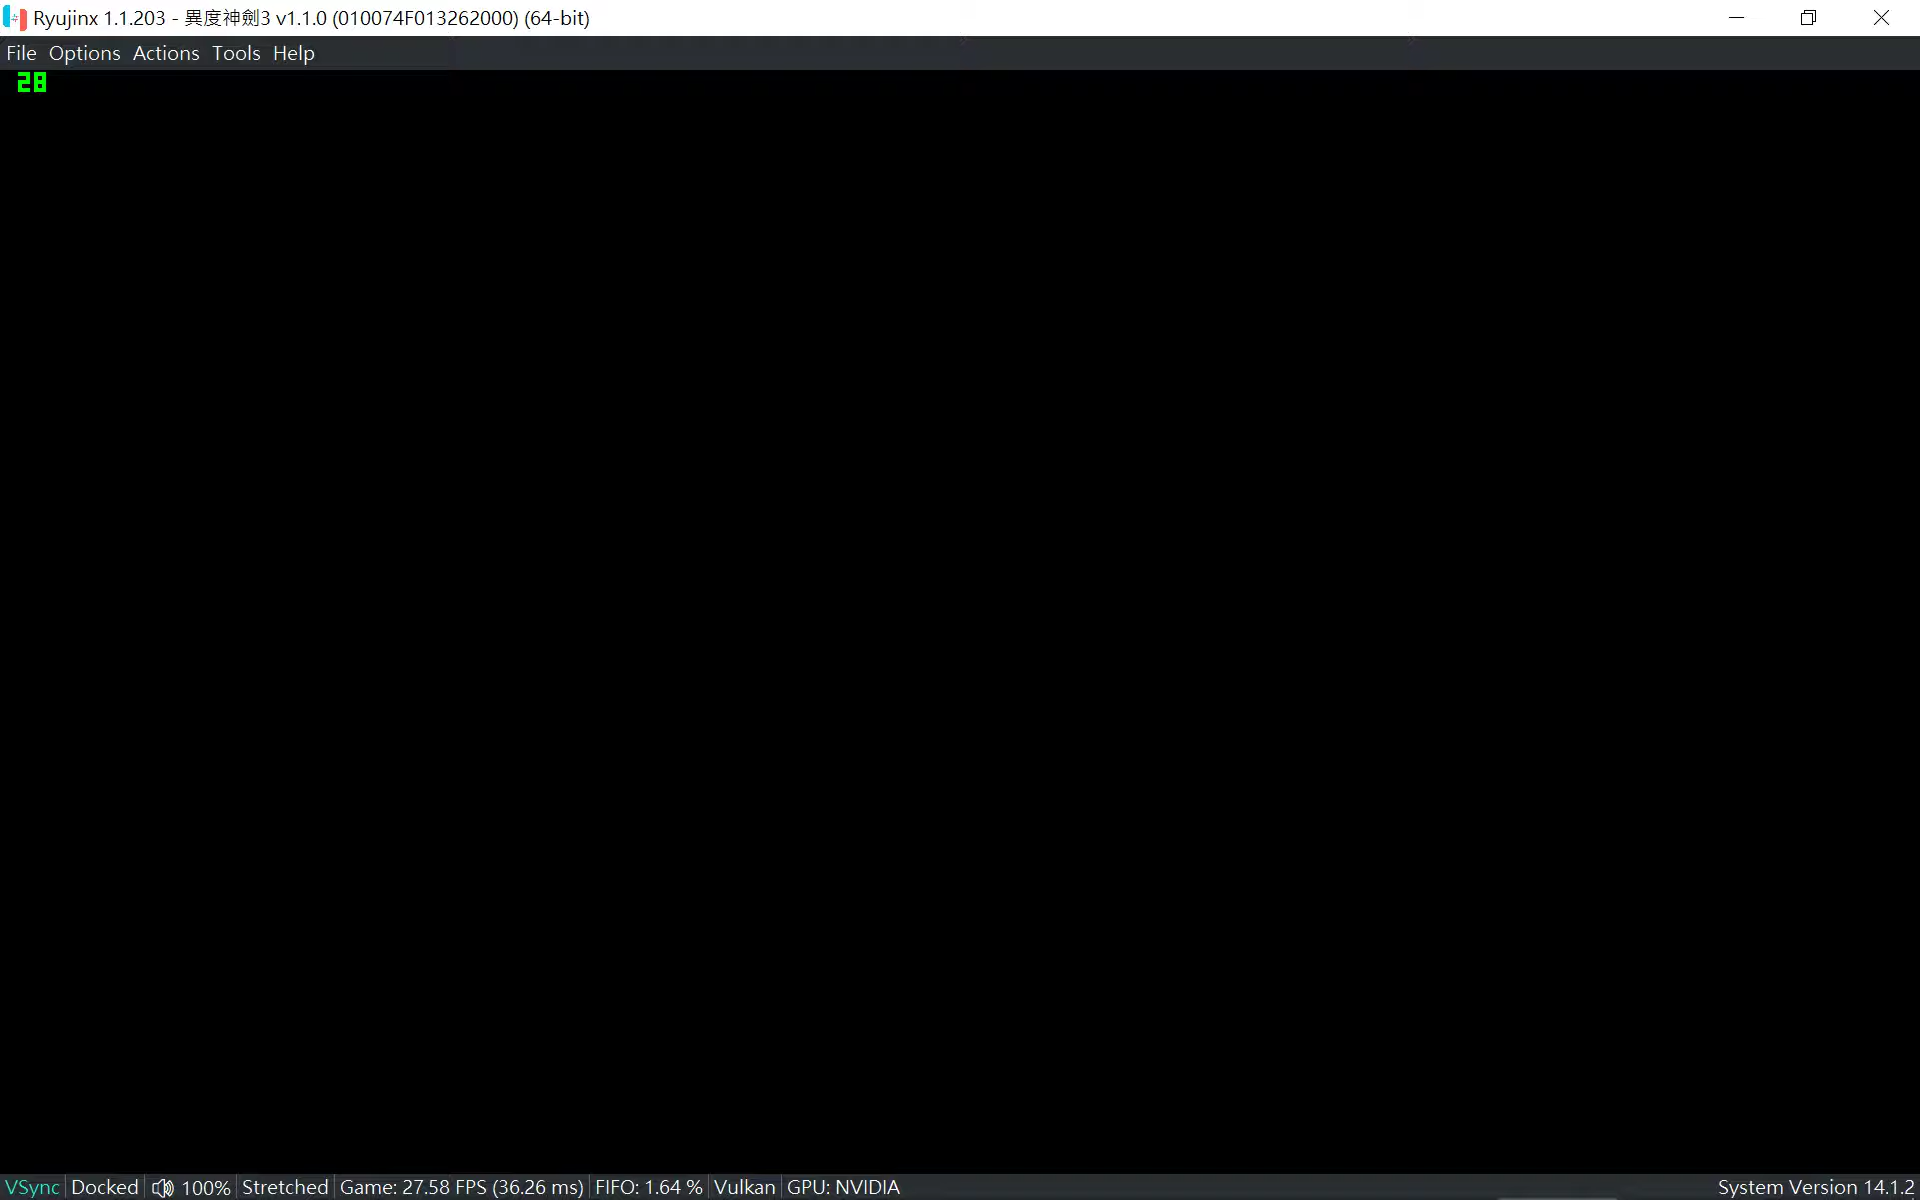 Ryujinx 1.1.203 - 異度神劍3 v1.1.0 (010074F013262000) (64-bit)
File Options Actions Tools Help
28
VSync Docked 100% Stretched Game: 27.58 FPS (36.26 ms) FIFO: 1.64 % Vulkan GPU: NVIDIA System Version 14.1.2